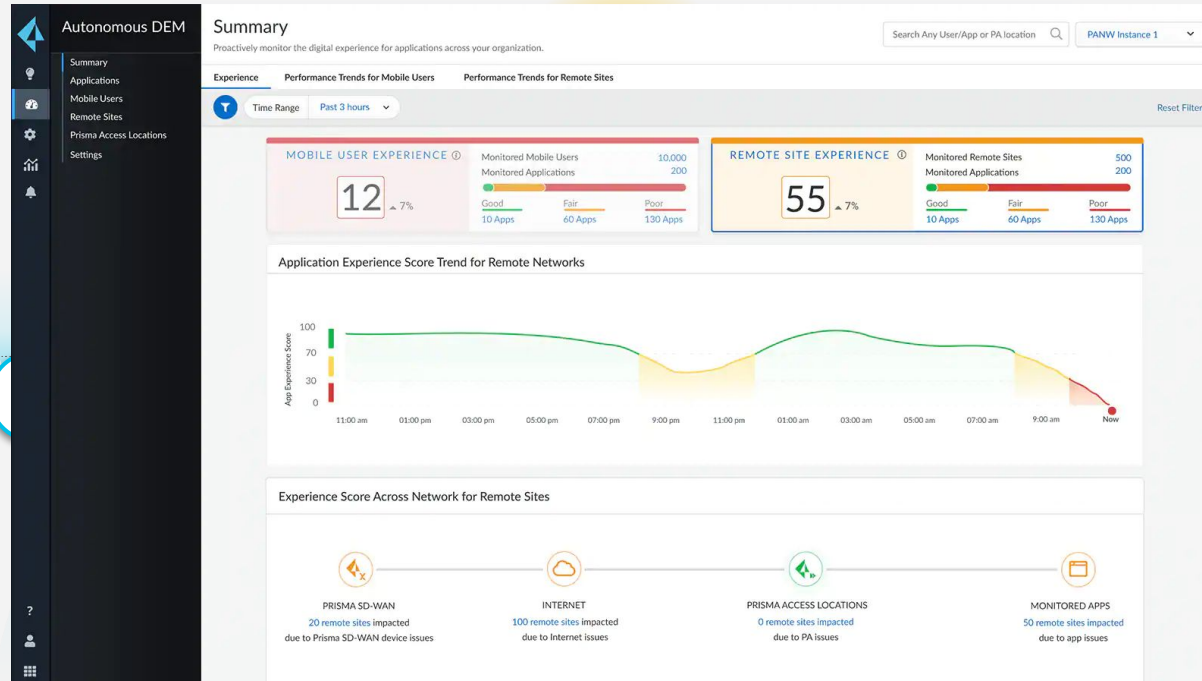 Autonomous DEM
Summary
Applications
Mobile Users
Remote Sites
Prisma Access Locations
Settings
?
Summary
Proactively monitor the digital experience for applications across your organization.
Search Any User/App or PA location
PANW Instance 1
Experience
Performance Trends for Mobile Users
Performance Trends for Remote Sites
Time Range
Past 3 hours
Reset Filter
MOBILE USER EXPERIENCE
12
7%
Monitored Mobile Users 10,000
Monitored Applications 200
Good Fair Poor
10 Apps 60 Apps 130 Apps
REMOTE SITE EXPERIENCE
55
7%
Monitored Remote Sites 500
Monitored Applications 200
Good Fair Poor
10 Apps 60 Apps 130 Apps
Application Experience Score Trend for Remote Networks
App Experience Score
100
70
30
0
11:00 am 01:00 pm 03:00 pm 05:00 pm 07:00 pm 9:00 pm 11:00 pm 01:00 am 03:00 am 05:00 am 07:00 am 9:00 am Now
Experience Score Across Network for Remote Sites
PRISMA SD-WAN
20 remote sites impacted
due to Prisma SD-WAN device issues
INTERNET
100 remote sites impacted
due to Internet issues
PRISMA ACCESS LOCATIONS
0 remote sites impacted
due to PA issues
MONITORED APPS
50 remote sites impacted
due to app issues